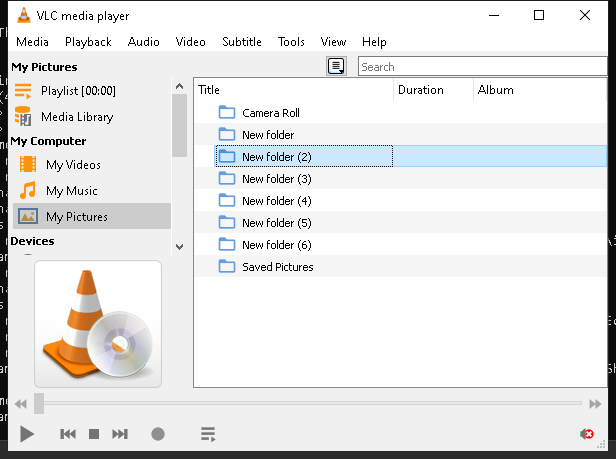 VLC media player
Media Playback Audio Video Subtitle Tools View Help
My Pictures
Search
Playlist [00:00]
Media Library
My Computer
My Videos
My Music
My Pictures
Devices
Title Duration Album
Camera Roll
New folder
New folder (2)
New folder (3)
New folder (4)
New folder (5)
New folder (6)
Saved Pictures